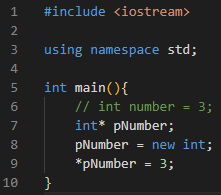 1 #include <iostream>
2
3 using namespace std;
4
5 int main(){
6     // int number = 3;
7     int* pNumber;
8     pNumber = new int;
9     *pNumber = 3;
10 }